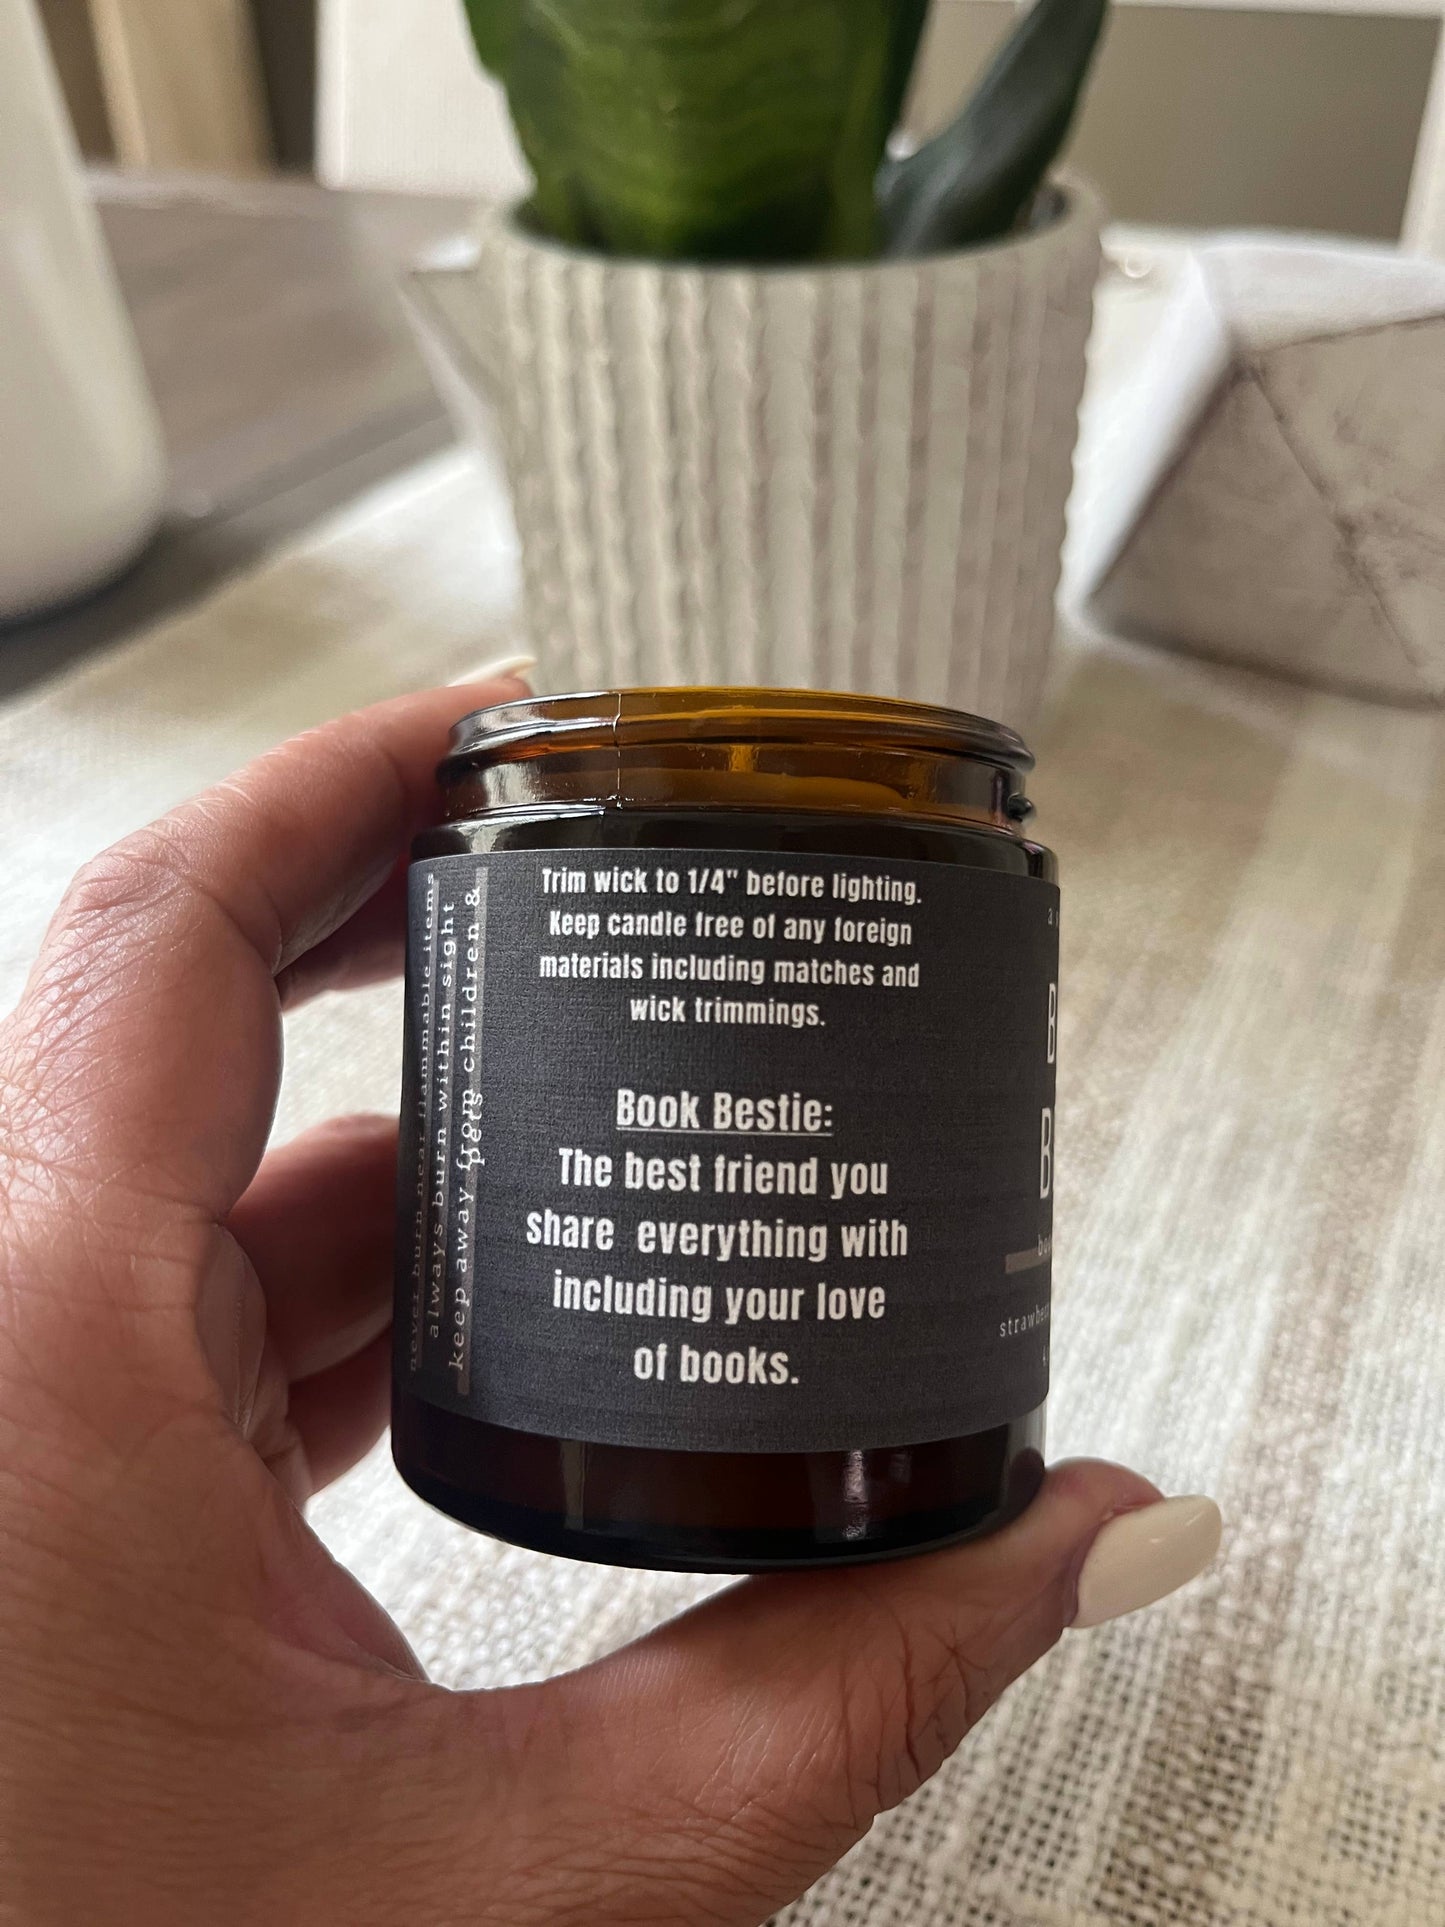 never burn near flammable items
always burn within sight
keep away from children &
pets
Trim wick to 1/4" before lighting.
Keep candle free of any foreign
materials including matches and
wick trimmings.
Book Bestie:
The best friend you
share  everything with
including your love
of books.